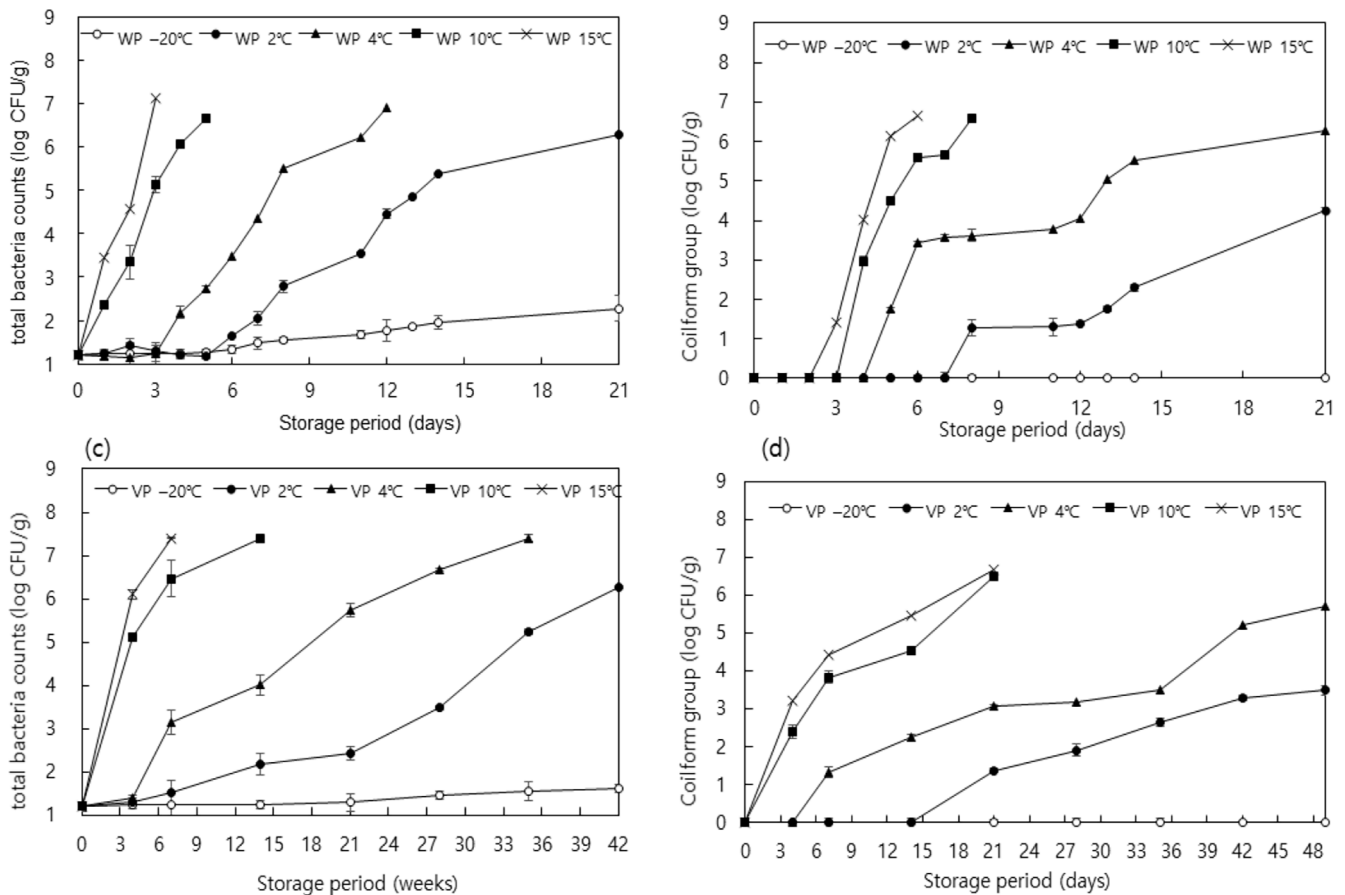 WP −20℃ WP 2℃ WP 4℃ WP 10℃ WP 15℃
total bacteria counts (log CFU/g)
9
8
7
6
5
4
3
2
1
0 3 6 9 12 15 18 21
Storage period (days)
WP −20℃ WP 2℃ WP 4℃ WP 10℃ WP 15℃
Coilform group (log CFU/g)
9
8
7
6
5
4
3
2
1
0
0 3 6 9 12 15 18 21
Storage period (days)
(c)
VP −20℃ VP 2℃ VP 4℃ VP 10℃ VP 15℃
total bacteria counts (log CFU/g)
9
8
7
6
5
4
3
2
1
0 3 6 9 12 15 18 21 24 27 30 33 36 39 42
Storage period (weeks)
(d)
VP −20℃ VP 2℃ VP 4℃ VP 10℃ VP 15℃
Coilform group (log CFU/g)
9
8
7
6
5
4
3
2
1
0
0 3 6 9 12 15 18 21 24 27 30 33 36 39 42 45 48
Storage period (days)